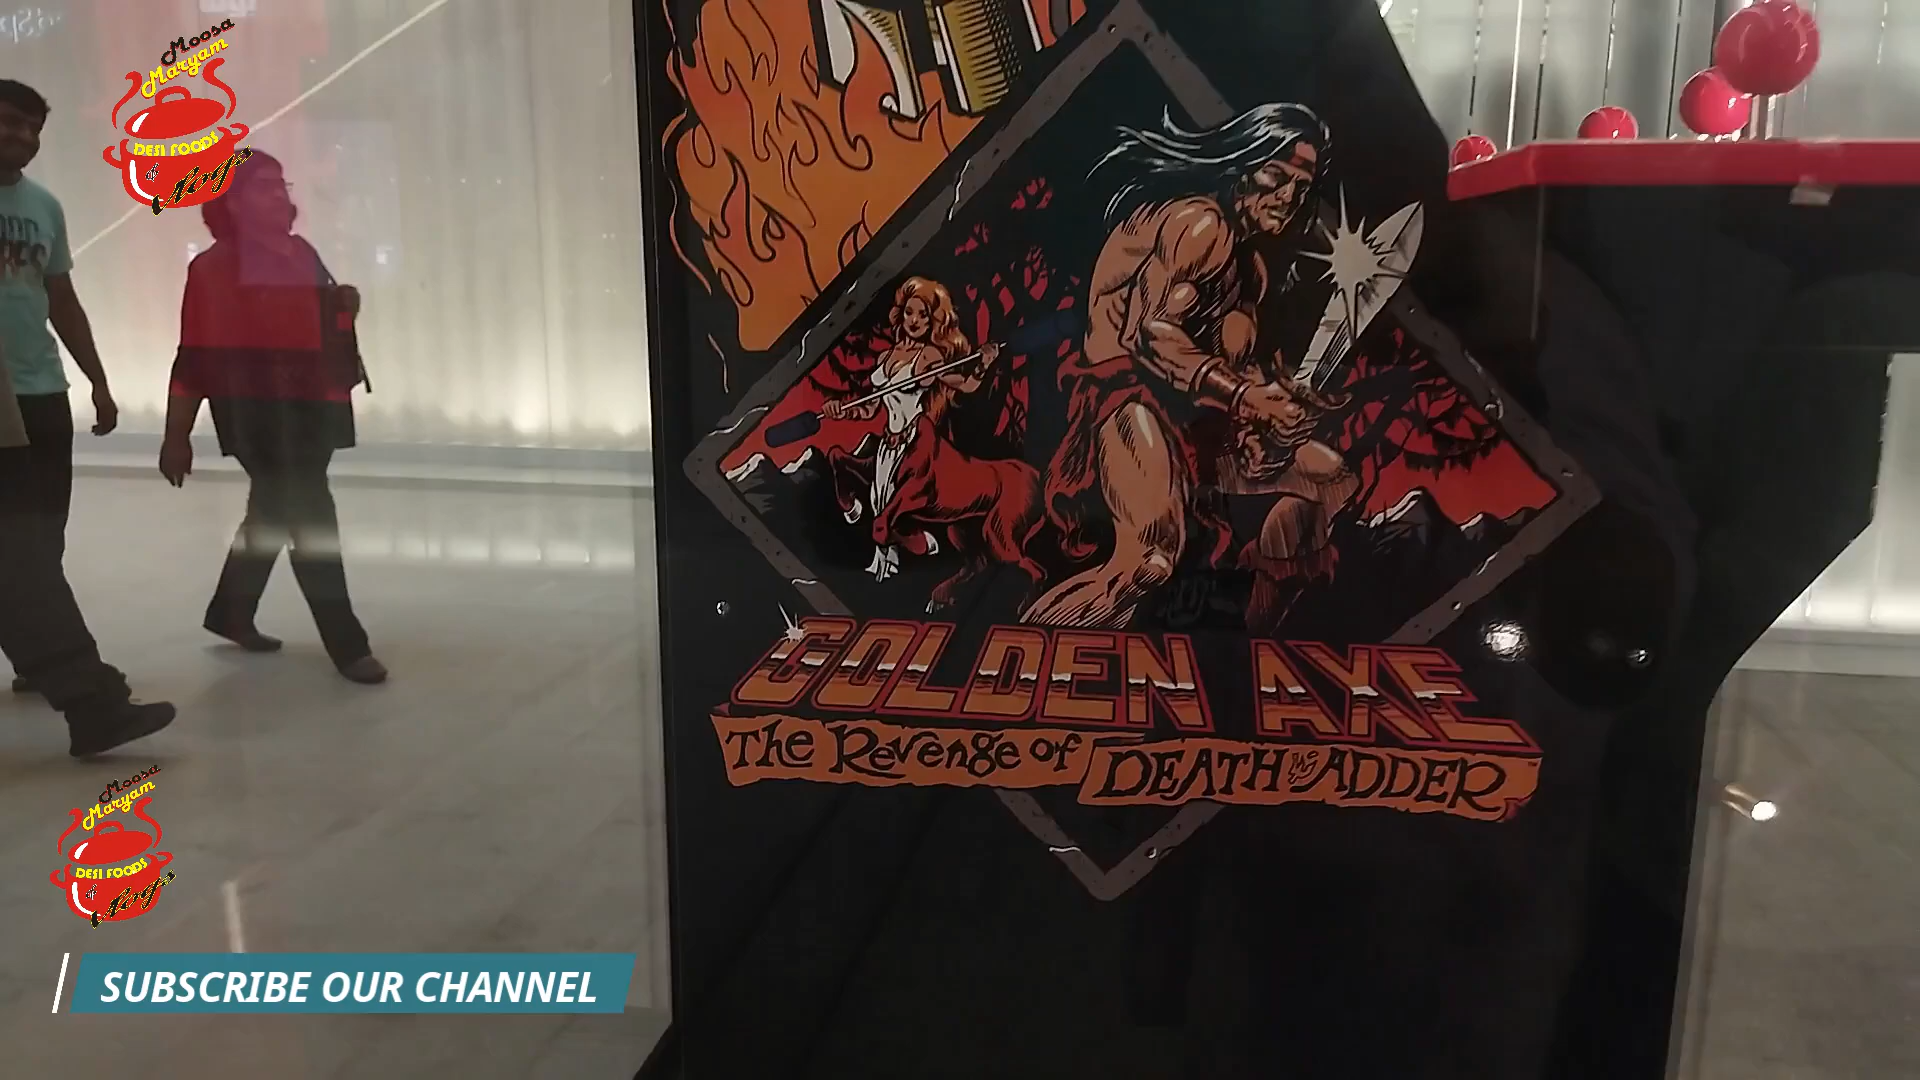 Moosa
Maryam
DESI FOODS
& Vlogs
GOLDEN AXE
The Revenge of DEATH ADDER
Moosa
Maryam
DESI FOODS
& Vlogs
SUBSCRIBE OUR CHANNEL